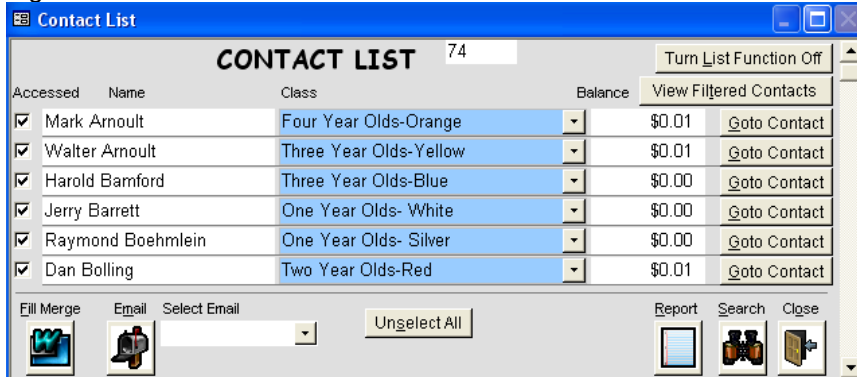 Contact List
CONTACT LIST 74 Turn List Function Off
Accessed Name Class Balance View Filtered Contacts
Mark Arnoult Four Year Olds-Orange $0.01 Goto Contact
Walter Arnoult Three Year Olds-Yellow $0.01 Goto Contact
Harold Bamford Three Year Olds-Blue $0.00 Goto Contact
Jerry Barrett One Year Olds- White $0.00 Goto Contact
Raymond Boehmlein One Year Olds- Silver $0.00 Goto Contact
Dan Bolling Two Year Olds-Red $0.01 Goto Contact
Fill Merge Email Select Email Unselect All Report Search Close